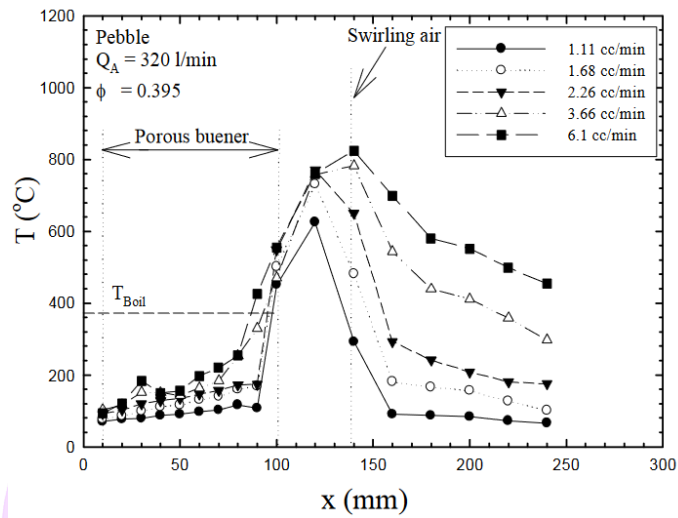 1200
1000
800
600
400
200
0
T (°C)
Pebble
Q_A = 320 l/min
ϕ = 0.395
Porous buener
Swirling air
T_Boil
1.11 cc/min
1.68 cc/min
2.26 cc/min
3.66 cc/min
6.1 cc/min
0 50 100 150 200 250 300
x (mm)